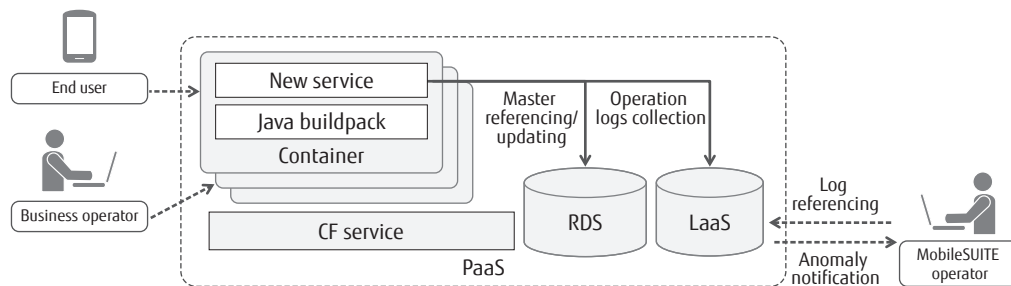 End user
Business operator
New service
Java buildpack
Container
CF service
PaaS
Master
referencing/
updating
Operation
logs collection
RDS
LaaS
Log
referencing
Anomaly
notification
MobileSUITE
operator